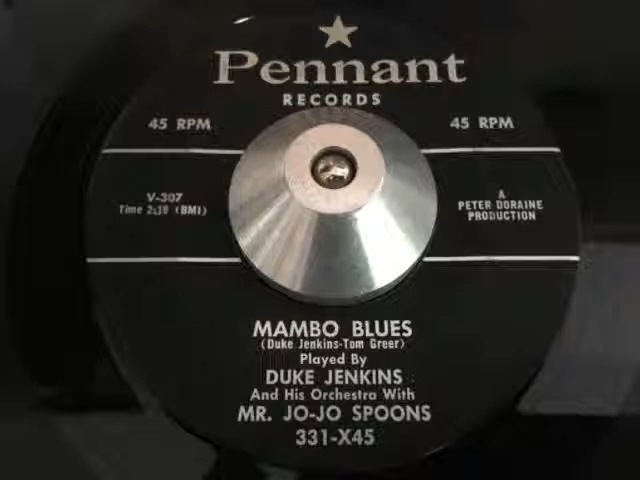 Pennant
RECORDS
45 RPM
45 RPM
V-307
Time 2:18 (BMI)
A
PETER DORAINE
PRODUCTION
MAMBO BLUES
(Duke Jenkins-Tom Greer)
Played By
DUKE JENKINS
And His Orchestra With
MR. JO-JO SPOONS
331-X45